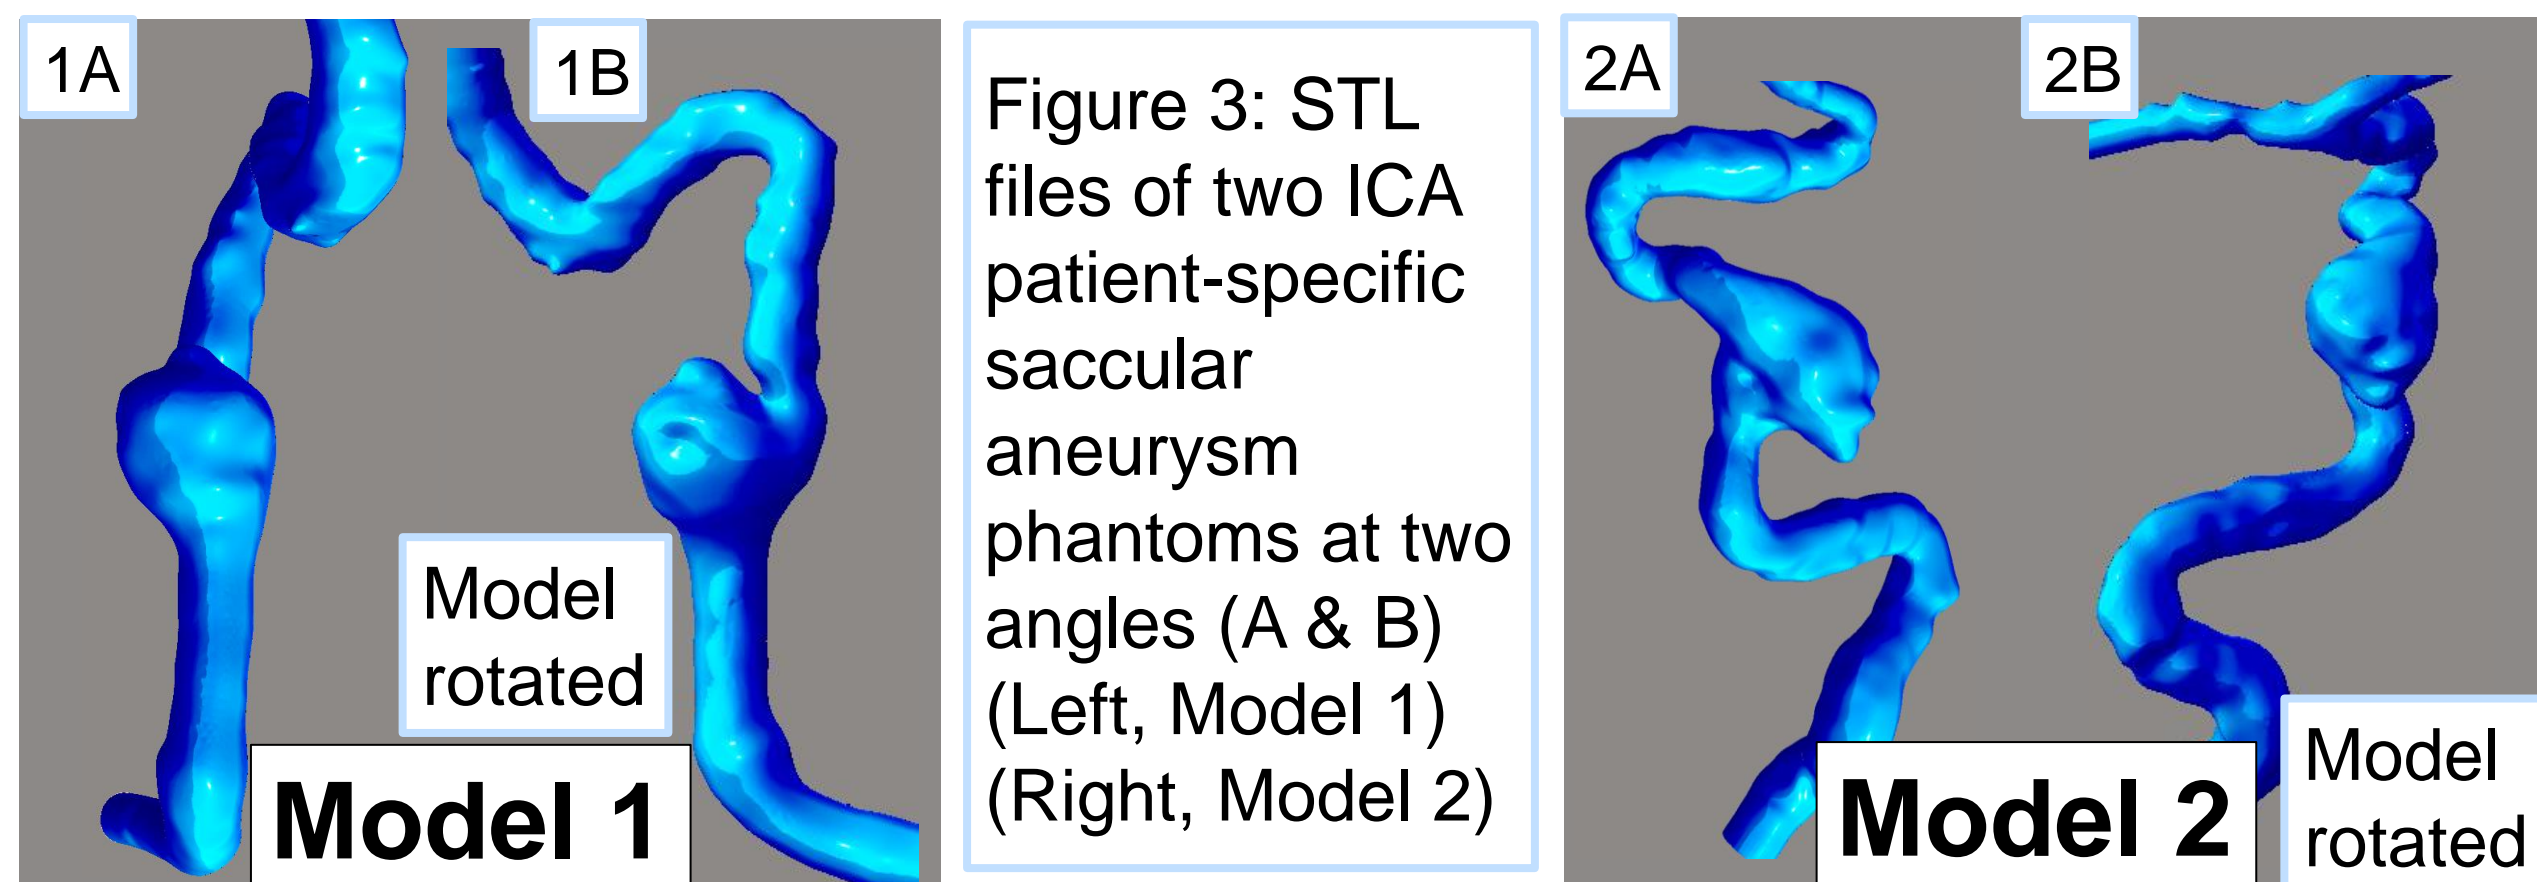 1A
1B
Model
rotated
Model 1
Figure 3: STL
files of two ICA
patient-specific
saccular
aneurysm
phantoms at two
angles (A & B)
(Left, Model 1)
(Right, Model 2)
2A
2B
Model 2
Model
rotated